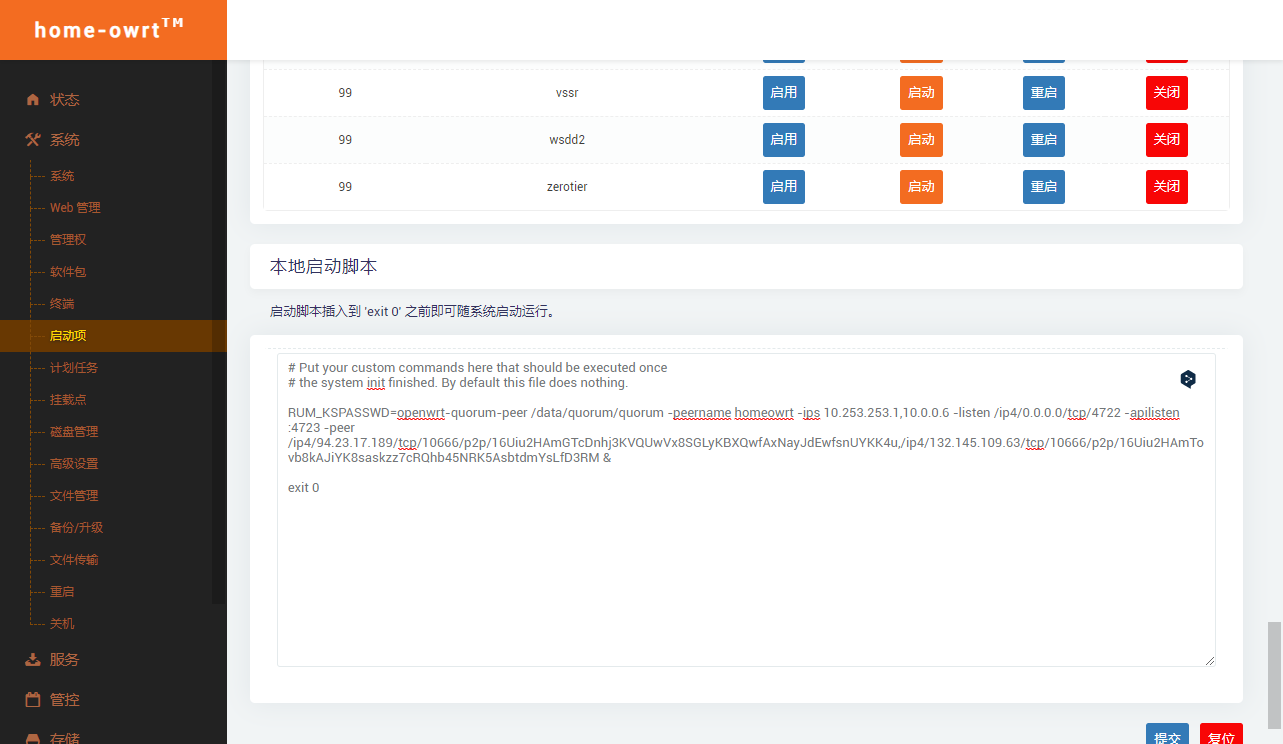 home-owrt™
状态
系统
系统
Web 管理
管理权
软件包
终端
启动项
计划任务
挂载点
磁盘管理
高级设置
文件管理
备份/升级
文件传输
重启
关机
服务
管控
存储
99 vssr 启用 启动 重启 关闭
99 wsdd2 启用 启动 重启 关闭
99 zerotier 启用 启动 重启 关闭
本地启动脚本
启动脚本插入到 'exit 0' 之前即可随系统启动运行。
# Put your custom commands here that should be executed once
# the system init finished. By default this file does nothing.
RUM_KSPASSWD=openwrt-quorum-peer /data/quorum/quorum -peername homeowrt -ips 10.253.253.1,10.0.0.6 -listen /ip4/0.0.0.0/tcp/4722 -apilisten
:4723 -peer
/ip4/94.23.17.189/tcp/10666/p2p/16Uiu2HAmGTcDnhj3KVQUwVx8SGLyKBXQwfAxNayJdEwfsnUYKK4u,/ip4/132.145.109.63/tcp/10666/p2p/16Uiu2HAmTo
vb8kAJiYK8saskzz7cRQhb45NRK5AsbtdmYsLfD3RM &
exit 0
提交 复位